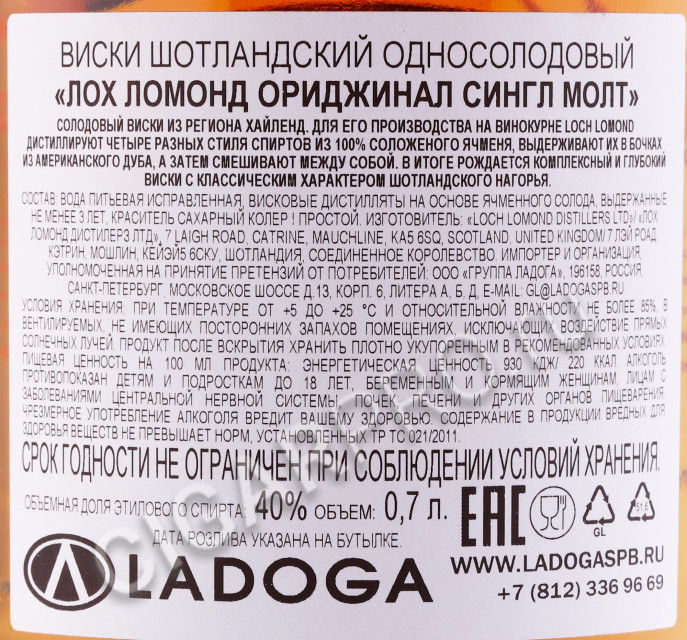 ВИСКИ ШОТЛАНДСКИЙ ОДНОСОЛОДОВЫЙ
«ЛОХ ЛОМОНД ОРИДЖИНАЛ СИНГЛ МОЛТ»
СОЛОДОВЫЙ ВИСКИ ИЗ РЕГИОНА ХАЙЛЕНД. ДЛЯ ЕГО ПРОИЗВОДСТВА НА ВИНОКУРНЕ LOCH LOMOND
ДИСТИЛЛИРУЮТ ЧЕТЫРЕ РАЗНЫХ СТИЛЯ СПИРТОВ ИЗ 100% СОЛОЖЕНОГО ЯЧМЕНЯ, ВЫДЕРЖИВАЮТ ИХ В БОЧКАХ
ИЗ АМЕРИКАНСКОГО ДУБА, А ЗАТЕМ СМЕШИВАЮТ МЕЖДУ СОБОЙ. В ИТОГЕ РОЖДАЕТСЯ КОМПЛЕКСНЫЙ И ГЛУБОКИЙ
ВИСКИ С КЛАССИЧЕСКИМ ХАРАКТЕРОМ ШОТЛАНДСКОГО НАГОРЬЯ.
СОСТАВ: ВОДА ПИТЬЕВАЯ ИСПРАВЛЕННАЯ, ВИСКОВЫЕ ДИСТИЛЛЯТЫ НА ОСНОВЕ ЯЧМЕННОГО СОЛОДА, ВЫДЕРЖАННЫЕ
НЕ МЕНЕЕ 3 ЛЕТ, КРАСИТЕЛЬ САХАРНЫЙ КОЛЕР I ПРОСТОЙ. ИЗГОТОВИТЕЛЬ: «LOCH LOMOND DISTILLERS LTD»/ «ЛОХ
ЛОМОНД ДИСТИЛЕРЗ ЛТД», 7 LAIGH ROAD, CATRINE, MAUCHLINE, KA5 6SQ, SCOTLAND, UNITED KINGDOM/ 7 ЛЭЙ РОАД,
КЭТРИН, МОШЛИН, КЕЙЭЙ5 6СКУ, ШОТЛАНДИЯ, СОЕДИНЕННОЕ КОРОЛЕВСТВО. ИМПОРТЕР И ОРГАНИЗАЦИЯ,
УПОЛНОМОЧЕННАЯ НА ПРИНЯТИЕ ПРЕТЕНЗИЙ ОТ ПОТРЕБИТЕЛЕЙ: ООО «ГРУППА ЛАДОГА», 196158, РОССИЯ,
САНКТ-ПЕТЕРБУРГ, МОСКОВСКОЕ ШОССЕ Д.13, КОРП. 6, ЛИТЕРА А, Б, Д, E-MAIL: GL@LADOGASPB.RU
УСЛОВИЯ ХРАНЕНИЯ: ПРИ ТЕМПЕРАТУРЕ ОТ +5 ДО +25 °С И ОТНОСИТЕЛЬНОЙ ВЛАЖНОСТИ НЕ БОЛЕЕ 85%, В
ВЕНТИЛИРУЕМЫХ, НЕ ИМЕЮЩИХ ПОСТОРОННИХ ЗАПАХОВ ПОМЕЩЕНИЯХ, ИСКЛЮЧАЮЩИХ ВОЗДЕЙСТВИЕ ПРЯМЫХ
СОЛНЕЧНЫХ ЛУЧЕЙ. ПРОДУКТ ПОСЛЕ ВСКРЫТИЯ ХРАНИТЬ ПЛОТНО УКУПОРЕННЫМ В РЕКОМЕНДОВАННЫХ УСЛОВИЯХ.
ПИЩЕВАЯ ЦЕННОСТЬ НА 100 МЛ ПРОДУКТА: ЭНЕРГЕТИЧЕСКАЯ ЦЕННОСТЬ 930 КДЖ/ 220 ККАЛ. АЛКОГОЛЬ
ПРОТИВОПОКАЗАН ДЕТЯМ И ПОДРОСТКАМ ДО 18 ЛЕТ, БЕРЕМЕННЫМ И КОРМЯЩИМ ЖЕНЩИНАМ, ЛИЦАМ С
ЗАБОЛЕВАНИЯМИ ЦЕНТРАЛЬНОЙ НЕРВНОЙ СИСТЕМЫ, ПОЧЕК, ПЕЧЕНИ И ДРУГИХ ОРГАНОВ ПИЩЕВАРЕНИЯ.
ЧРЕЗМЕРНОЕ УПОТРЕБЛЕНИЕ АЛКОГОЛЯ ВРЕДИТ ВАШЕМУ ЗДОРОВЬЮ. СОДЕРЖАНИЕ В ПРОДУКЦИИ ВРЕДНЫХ ДЛЯ
ЗДОРОВЬЯ ВЕЩЕСТВ НЕ ПРЕВЫШАЕТ НОРМ, УСТАНОВЛЕННЫХ ТР ТС 021/2011.
СРОК ГОДНОСТИ НЕ ОГРАНИЧЕН ПРИ СОБЛЮДЕНИИ УСЛОВИЙ ХРАНЕНИЯ.
ОБЪЕМНАЯ ДОЛЯ ЭТИЛОВОГО СПИРТА: 40% ОБЪЕМ: 0,7 л.
ДАТА РОЗЛИВА УКАЗАНА НА БУТЫЛКЕ.
EAC
GL
51,5
LADOGA
WWW.LADOGASPB.RU
+7 (812) 336 96 69
CIGARPRO.RU